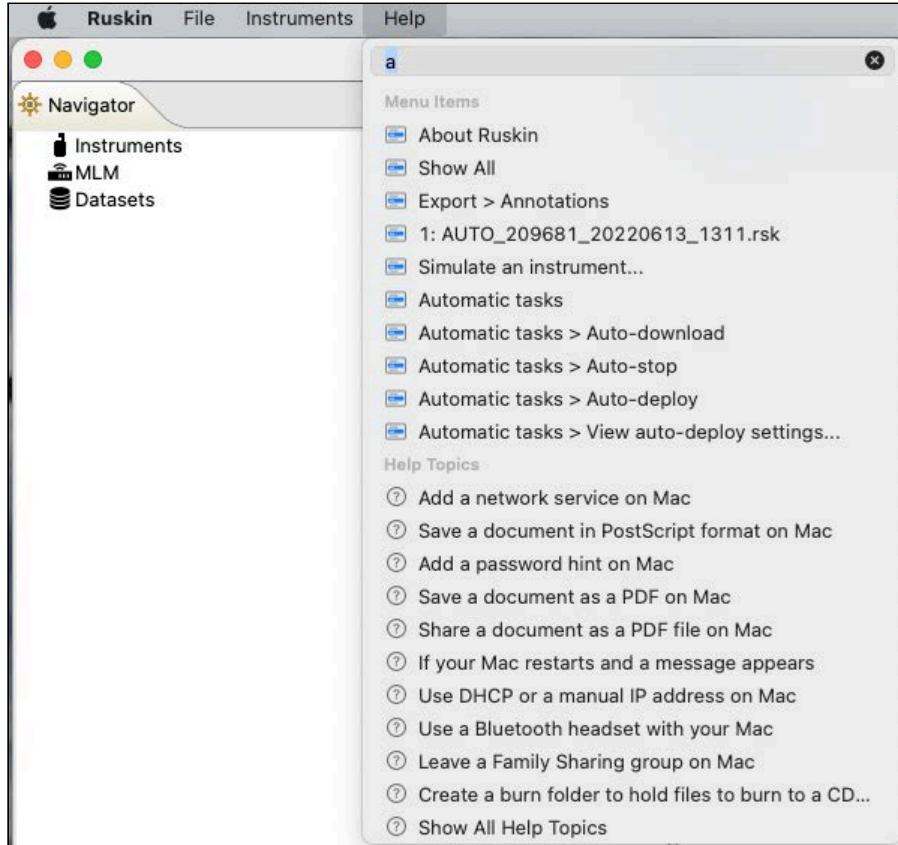 Ruskin File Instruments Help
a
Navigator
Instruments
MLM
Datasets
Menu Items
About Ruskin
Show All
Export > Annotations
1: AUTO_209681_20220613_1311.rsk
Simulate an instrument...
Automatic tasks
Automatic tasks > Auto-download
Automatic tasks > Auto-stop
Automatic tasks > Auto-deploy
Automatic tasks > View auto-deploy settings...
Help Topics
Add a network service on Mac
Save a document in PostScript format on Mac
Add a password hint on Mac
Save a document as a PDF on Mac
Share a document as a PDF file on Mac
If your Mac restarts and a message appears
Use DHCP or a manual IP address on Mac
Use a Bluetooth headset with your Mac
Leave a Family Sharing group on Mac
Create a burn folder to hold files to burn to a CD...
Show All Help Topics